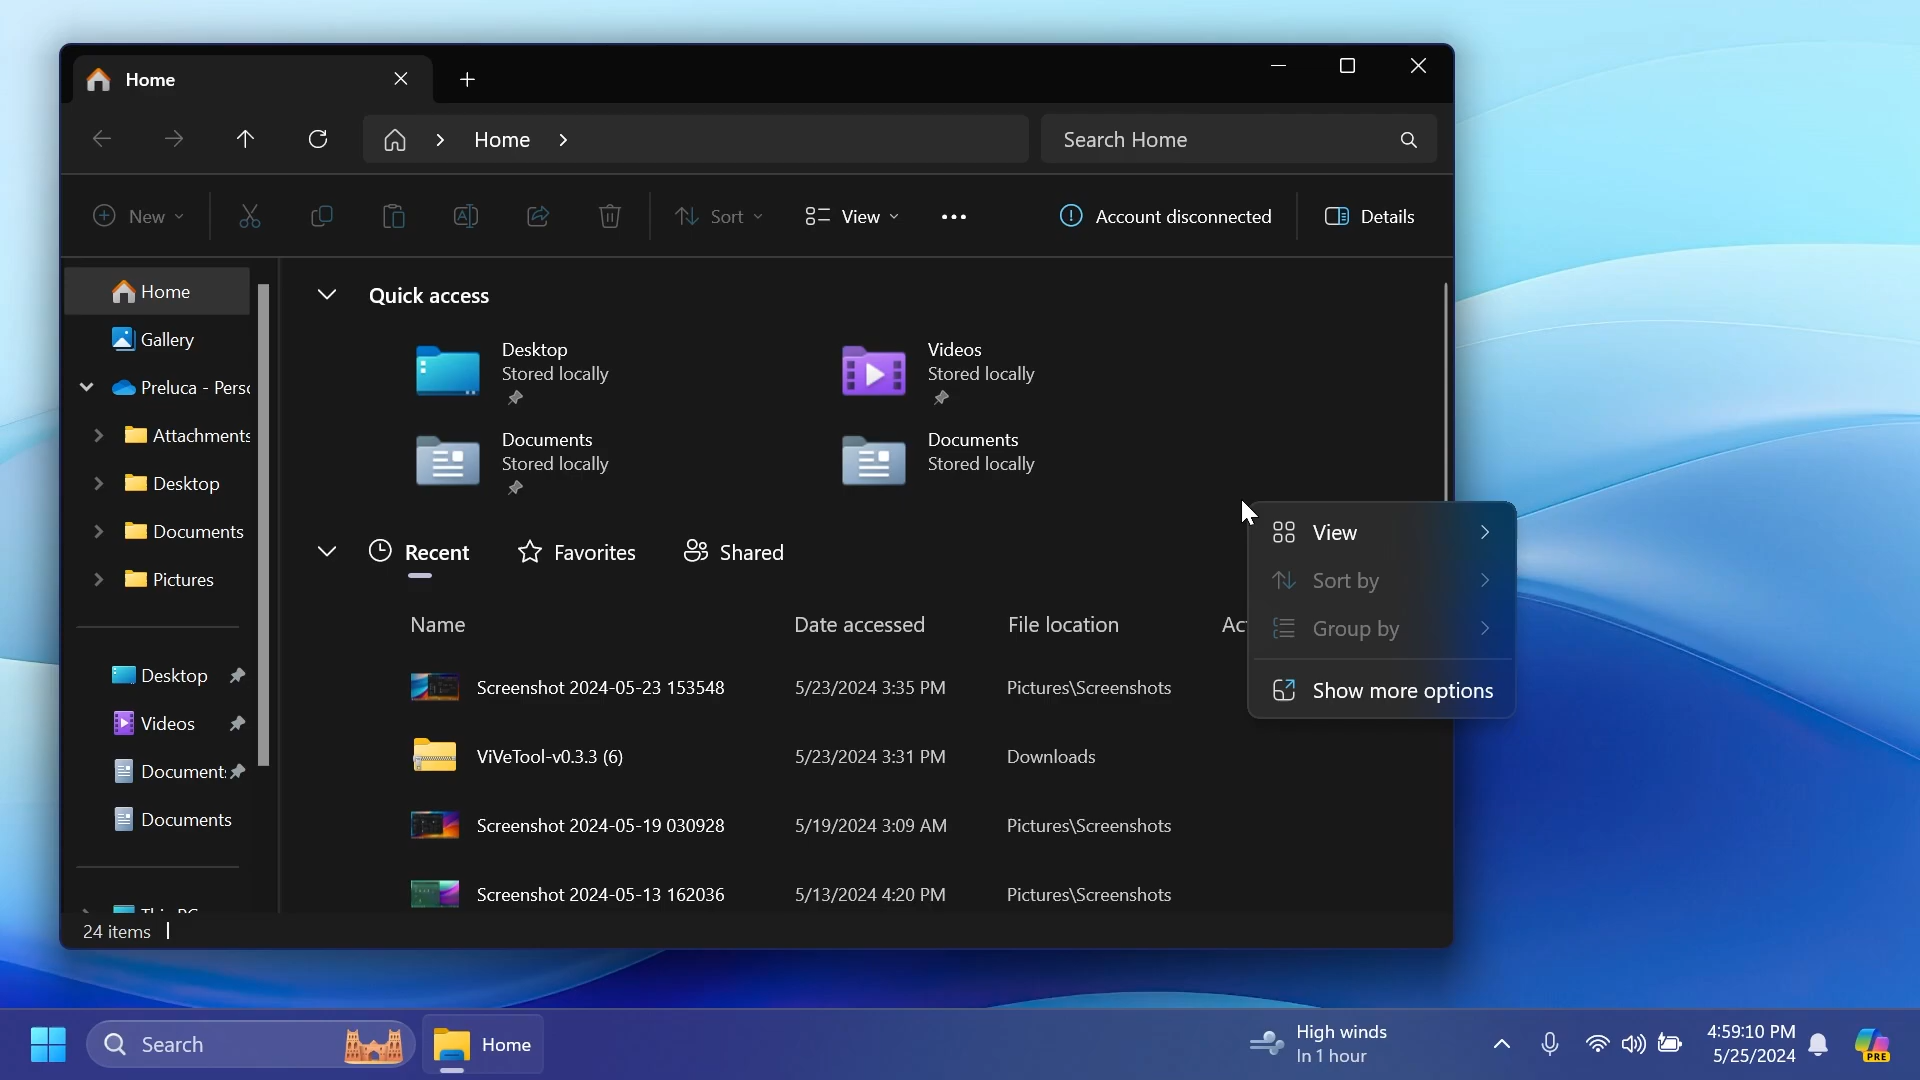 Home
Home
Search Home
New
Sort
View
Account disconnected
Details
Home
Gallery
Preluca - Perso
Attachments
Desktop
Documents
Pictures
Desktop
Videos
Document
Documents
This PC
24 items
Quick access
Desktop
Stored locally
Videos
Stored locally
Documents
Stored locally
Documents
Stored locally
Recent
Favorites
Shared
Name
Date accessed
File location
Ac
Screenshot 2024-05-23 153548
5/23/2024 3:35 PM
Pictures\Screenshots
ViVeTool-v0.3.3 (6)
5/23/2024 3:31 PM
Downloads
Screenshot 2024-05-19 030928
5/19/2024 3:09 AM
Pictures\Screenshots
Screenshot 2024-05-13 162036
5/13/2024 4:20 PM
Pictures\Screenshots
View
Sort by
Group by
Show more options
Search
Home
High winds
In 1 hour
4:59:10 PM
5/25/2024
PRE